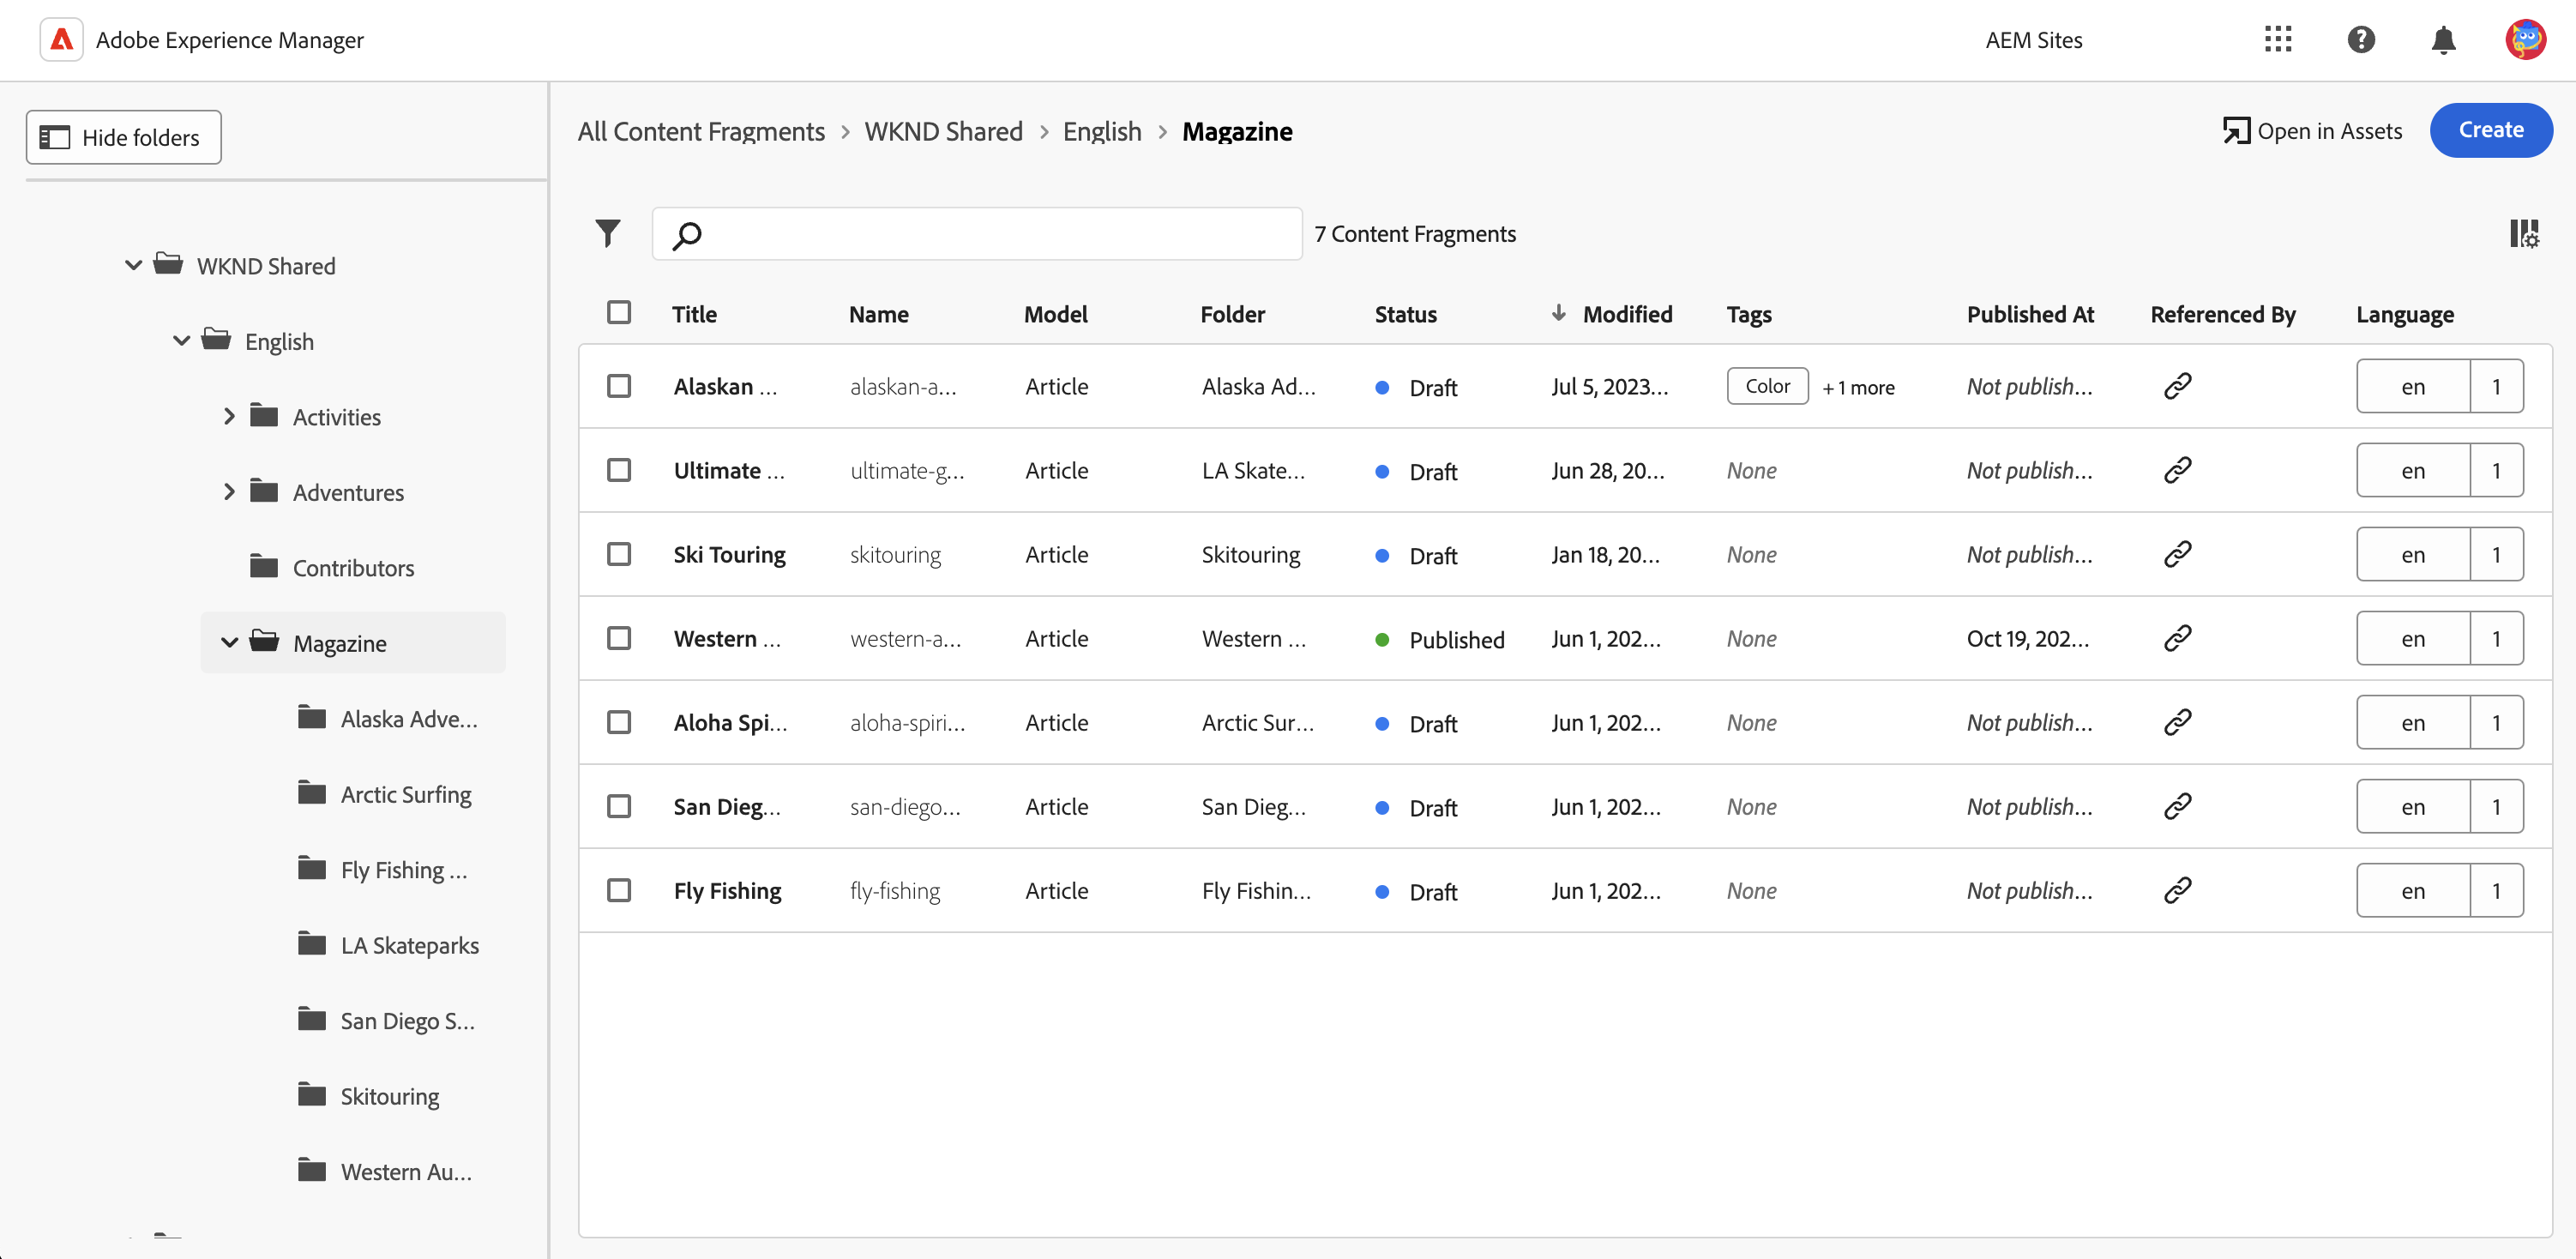 Adobe Experience Manager
AEM Sites
Hide folders
WKND Shared
English
Activities
Adventures
Contributors
Magazine
Alaska Adve...
Arctic Surfing
Fly Fishing ...
LA Skateparks
San Diego S...
Skitouring
Western Au...
All Content Fragments > WKND Shared > English > Magazine
Open in Assets
Create
7 Content Fragments
Title Name Model Folder Status Modified Tags Published At Referenced By Language
Alaskan ... alaskan-a... Article Alaska Ad... Draft Jul 5, 2023... Color + 1 more Not publish... en 1
Ultimate ... ultimate-g... Article LA Skate... Draft Jun 28, 20... None Not publish... en 1
Ski Touring skitouring Article Skitouring Draft Jan 18, 20... None Not publish... en 1
Western ... western-a... Article Western ... Published Jun 1, 202... None Oct 19, 202... en 1
Aloha Spi... aloha-spiri... Article Arctic Sur... Draft Jun 1, 202... None Not publish... en 1
San Dieg... san-diego... Article San Dieg... Draft Jun 1, 202... None Not publish... en 1
Fly Fishing fly-fishing Article Fly Fishin... Draft Jun 1, 202... None Not publish... en 1